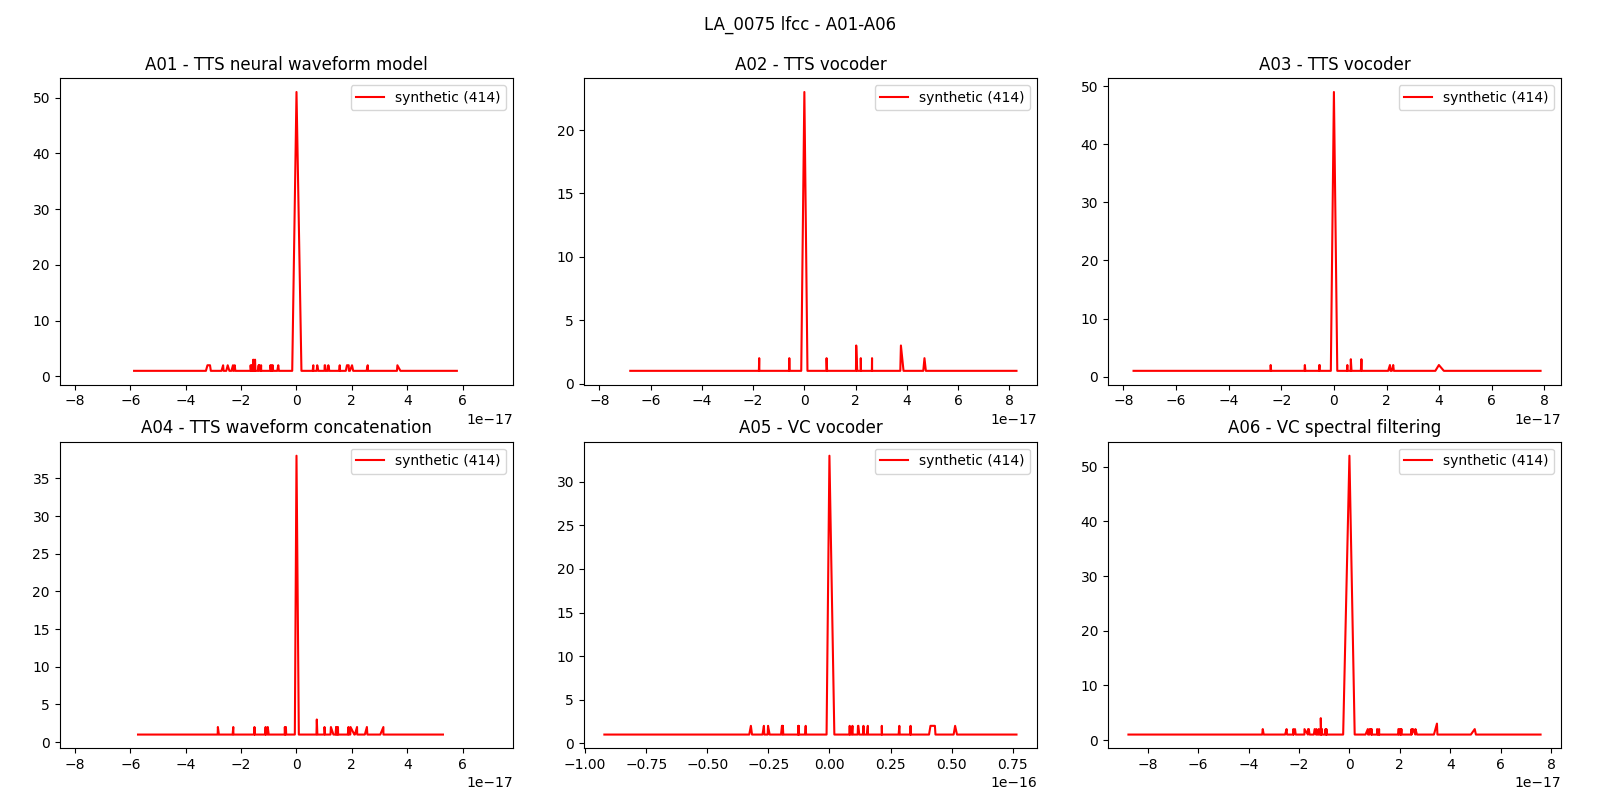 LA_0075 lfcc - A01-A06
A01 - TTS neural waveform model
A02 - TTS vocoder
A03 - TTS vocoder
synthetic (414)
synthetic (414)
synthetic (414)
50
40
30
20
10
0
20
15
10
5
0
50
40
30
20
10
0
−8 −6 −4 −2 0 2 4 6
1e−17
−8 −6 −4 −2 0 2 4 6 8
1e−17
−8 −6 −4 −2 0 2 4 6 8
1e−17
A04 - TTS waveform concatenation
A05 - VC vocoder
A06 - VC spectral filtering
synthetic (414)
synthetic (414)
synthetic (414)
35
30
25
20
15
10
5
0
30
25
20
15
10
5
0
50
40
30
20
10
0
−8 −6 −4 −2 0 2 4 6
1e−17
−1.00 −0.75 −0.50 −0.25 0.00 0.25 0.50 0.75
1e−16
−8 −6 −4 −2 0 2 4 6 8
1e−17